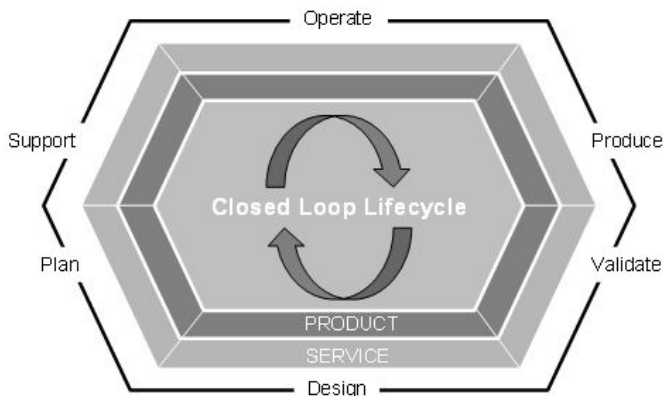 Operate
Support
Produce
Closed Loop Lifecycle
Plan
Validate
PRODUCT
SERVICE
Design